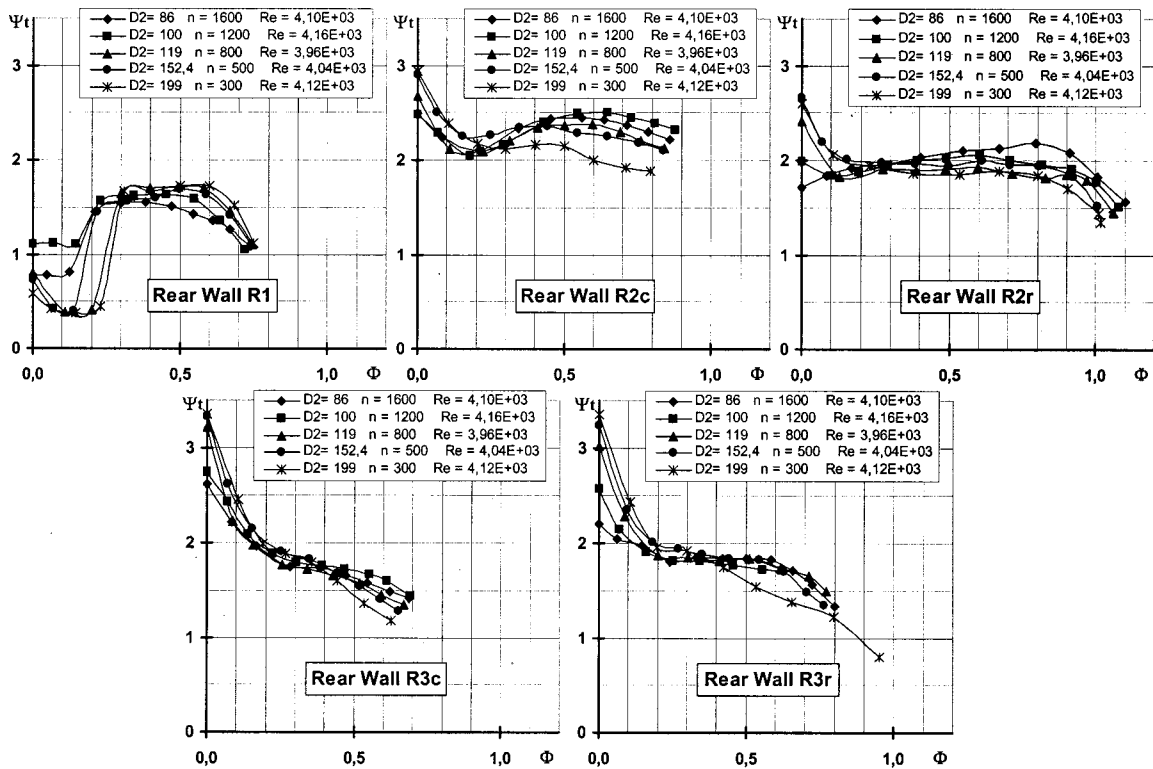 Ψt
D2= 86 n = 1600 Re = 4,10E+03
D2= 100 n = 1200 Re = 4,16E+03
D2= 119 n = 800 Re = 3,96E+03
D2= 152,4 n = 500 Re = 4,04E+03
D2= 199 n = 300 Re = 4,12E+03
3
2
1
0
Rear Wall R1
0,0 0,5 1,0 Φ
Ψt
D2= 86 n = 1600 Re = 4,10E+03
D2= 100 n = 1200 Re = 4,16E+03
D2= 119 n = 800 Re = 3,96E+03
D2= 152,4 n = 500 Re = 4,04E+03
D2= 199 n = 300 Re = 4,12E+03
3
2
1
0
Rear Wall R2c
0,0 0,5 1,0 Φ
Ψt
D2= 86 n = 1600 Re = 4,10E+03
D2= 100 n = 1200 Re = 4,16E+03
D2= 119 n = 800 Re = 3,96E+03
D2= 152,4 n = 500 Re = 4,04E+03
D2= 199 n = 300 Re = 4,12E+03
3
2
1
0
Rear Wall R2r
0,0 0,5 1,0 Φ
Ψt
D2= 86 n = 1600 Re = 4,10E+03
D2= 100 n = 1200 Re = 4,16E+03
D2= 119 n = 800 Re = 3,96E+03
D2= 152,4 n = 500 Re = 4,04E+03
D2= 199 n = 300 Re = 4,12E+03
3
2
1
0
Rear Wall R3c
0,0 0,5 1,0 Φ
Ψt
D2= 86 n = 1600 Re = 4,10E+03
D2= 100 n = 1200 Re = 4,16E+03
D2= 119 n = 800 Re = 3,96E+03
D2= 152,4 n = 500 Re = 4,04E+03
D2= 199 n = 300 Re = 4,12E+03
3
2
1
0
Rear Wall R3r
0,0 0,5 1,0 Φ